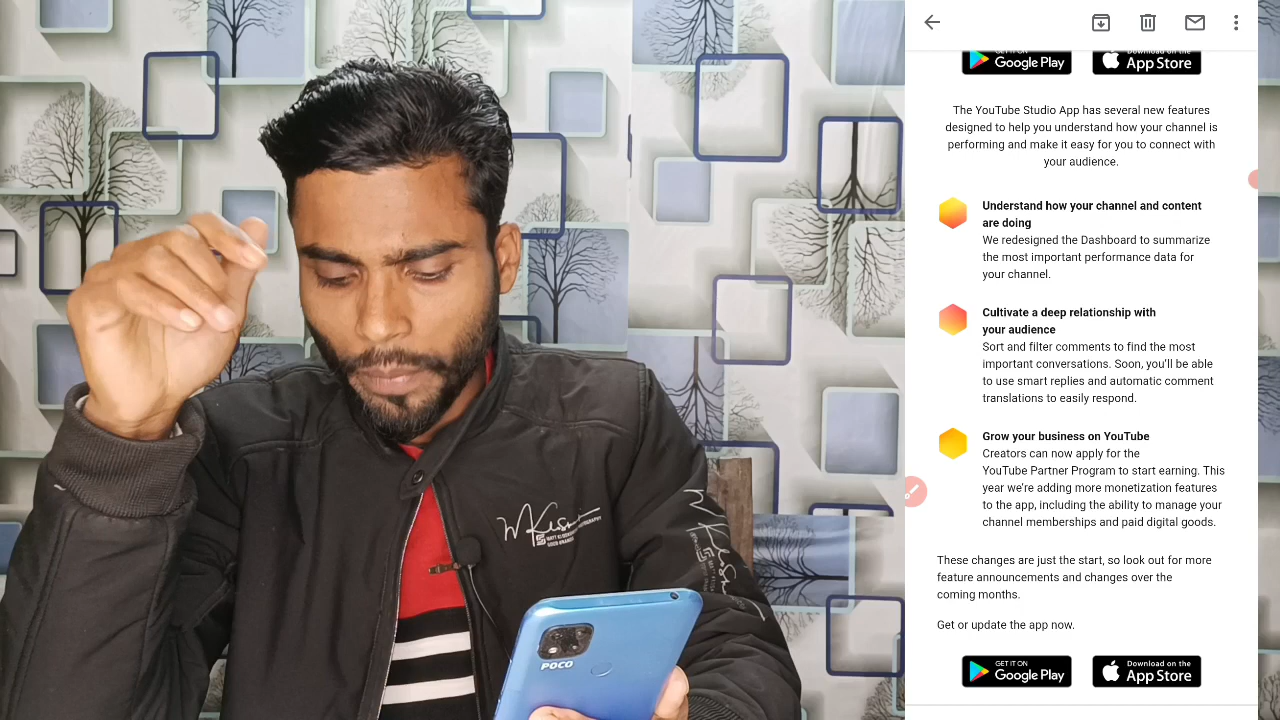 GET IT ON
Google Play
Download on the
App Store
The YouTube Studio App has several new features
designed to help you understand how your channel is
performing and make it easy for you to connect with
your audience.
Understand how your channel and content
are doing
We redesigned the Dashboard to summarize
the most important performance data for
your channel.
Cultivate a deep relationship with
your audience
Sort and filter comments to find the most
important conversations. Soon, you'll be able
to use smart replies and automatic comment
translations to easily respond.
Grow your business on YouTube
Creators can now apply for the
YouTube Partner Program to start earning. This
year we're adding more monetization features
to the app, including the ability to manage your
channel memberships and paid digital goods.
These changes are just the start, so look out for more
feature announcements and changes over the
coming months.
Get or update the app now.
GET IT ON
Google Play
Download on the
App Store
POCO